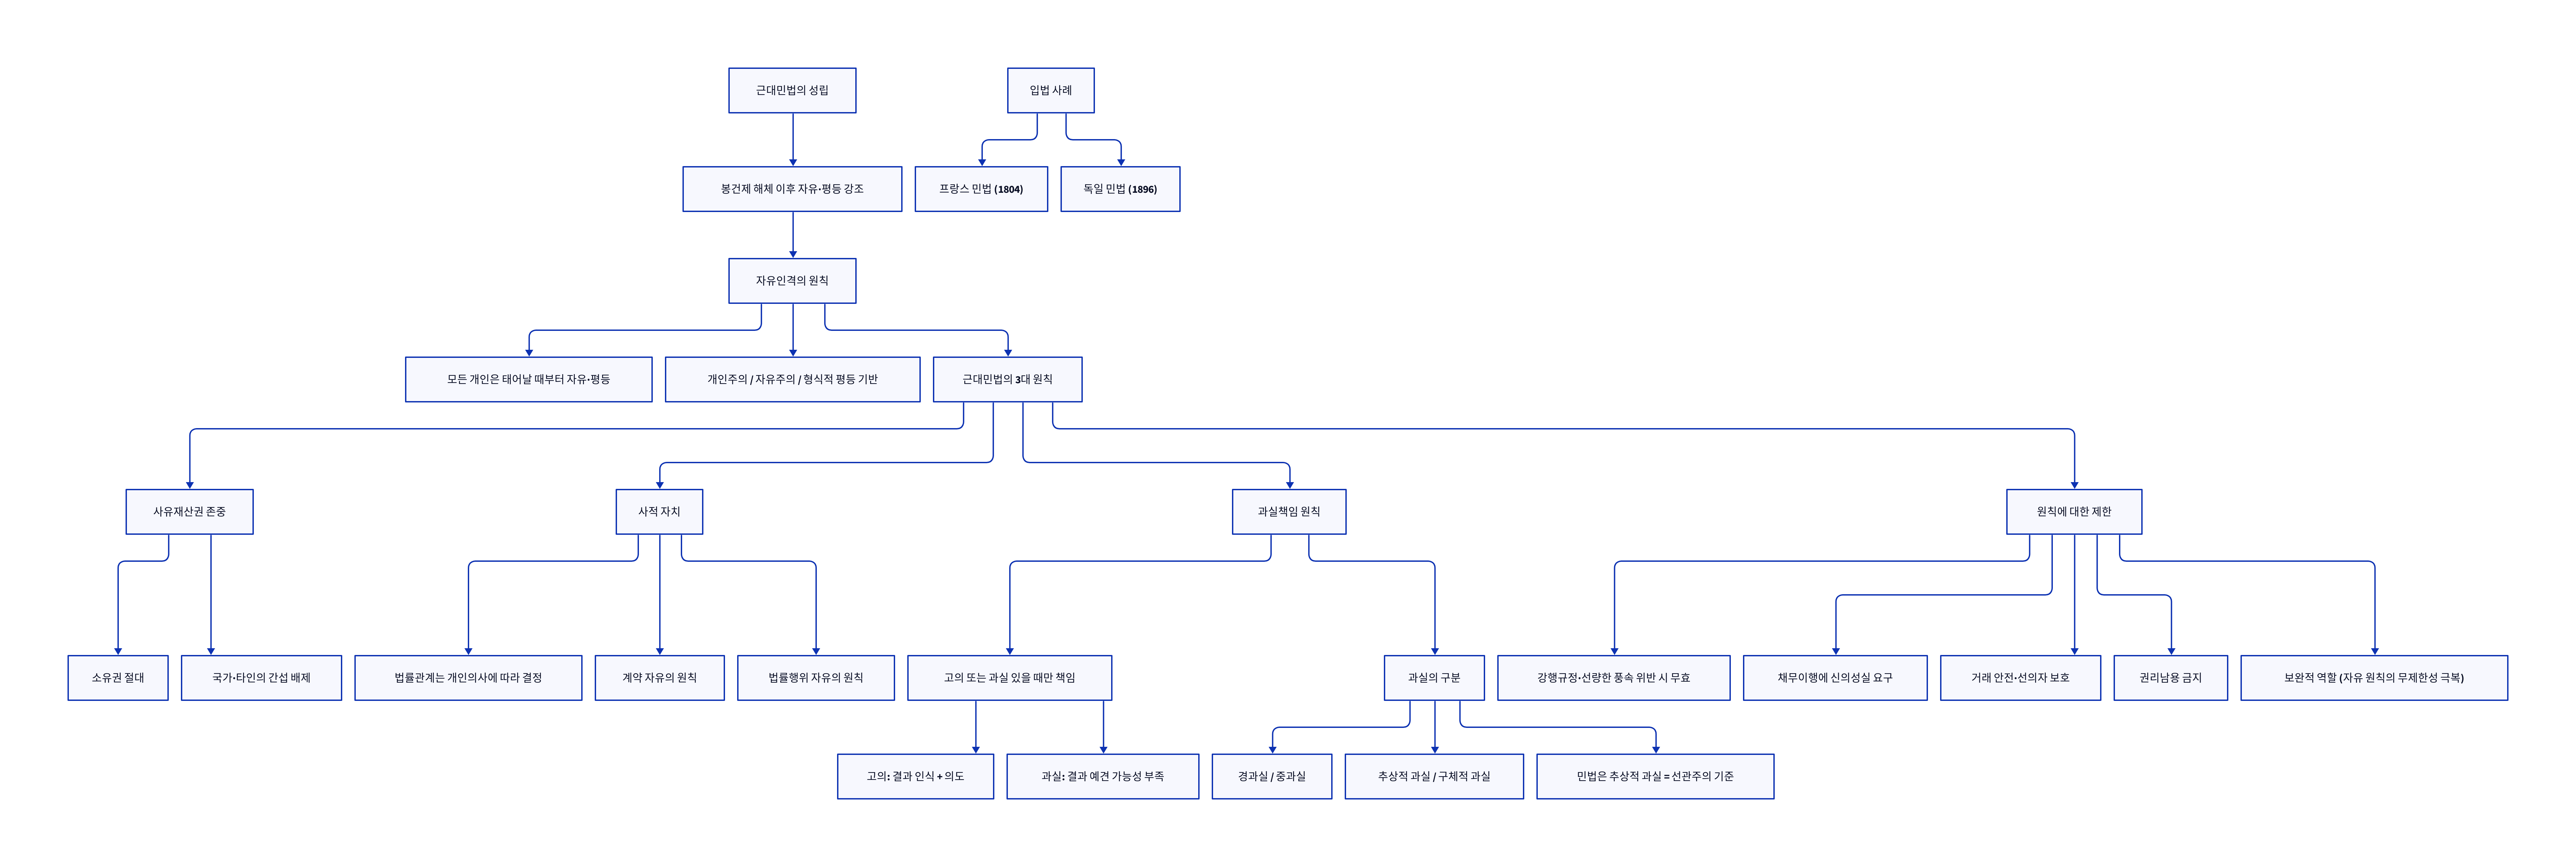 근대민법의 성립
입법 사례
봉건제 해체 이후 자유·평등 강조
프랑스 민법 (1804)
독일 민법 (1896)
자유인격의 원칙
모든 개인은 태어날 때부터 자유·평등
개인주의 / 자유주의 / 형식적 평등 기반
근대민법의 3대 원칙
사유재산권 존중
사적 자치
과실책임 원칙
원칙에 대한 제한
소유권 절대
국가·타인의 간섭 배제
법률관계는 개인의사에 따라 결정
계약 자유의 원칙
법률행위 자유의 원칙
고의 또는 과실 있을 때만 책임
과실의 구분
강행규정·선량한 풍속 위반 시 무효
채무이행에 신의성실 요구
거래 안전·선의자 보호
권리남용 금지
보완적 역할 (자유 원칙의 무제한성 극복)
고의: 결과 인식 + 의도
과실: 결과 예견 가능성 부족
경과실 / 중과실
추상적 과실 / 구체적 과실
민법은 추상적 과실 = 선관주의 기준